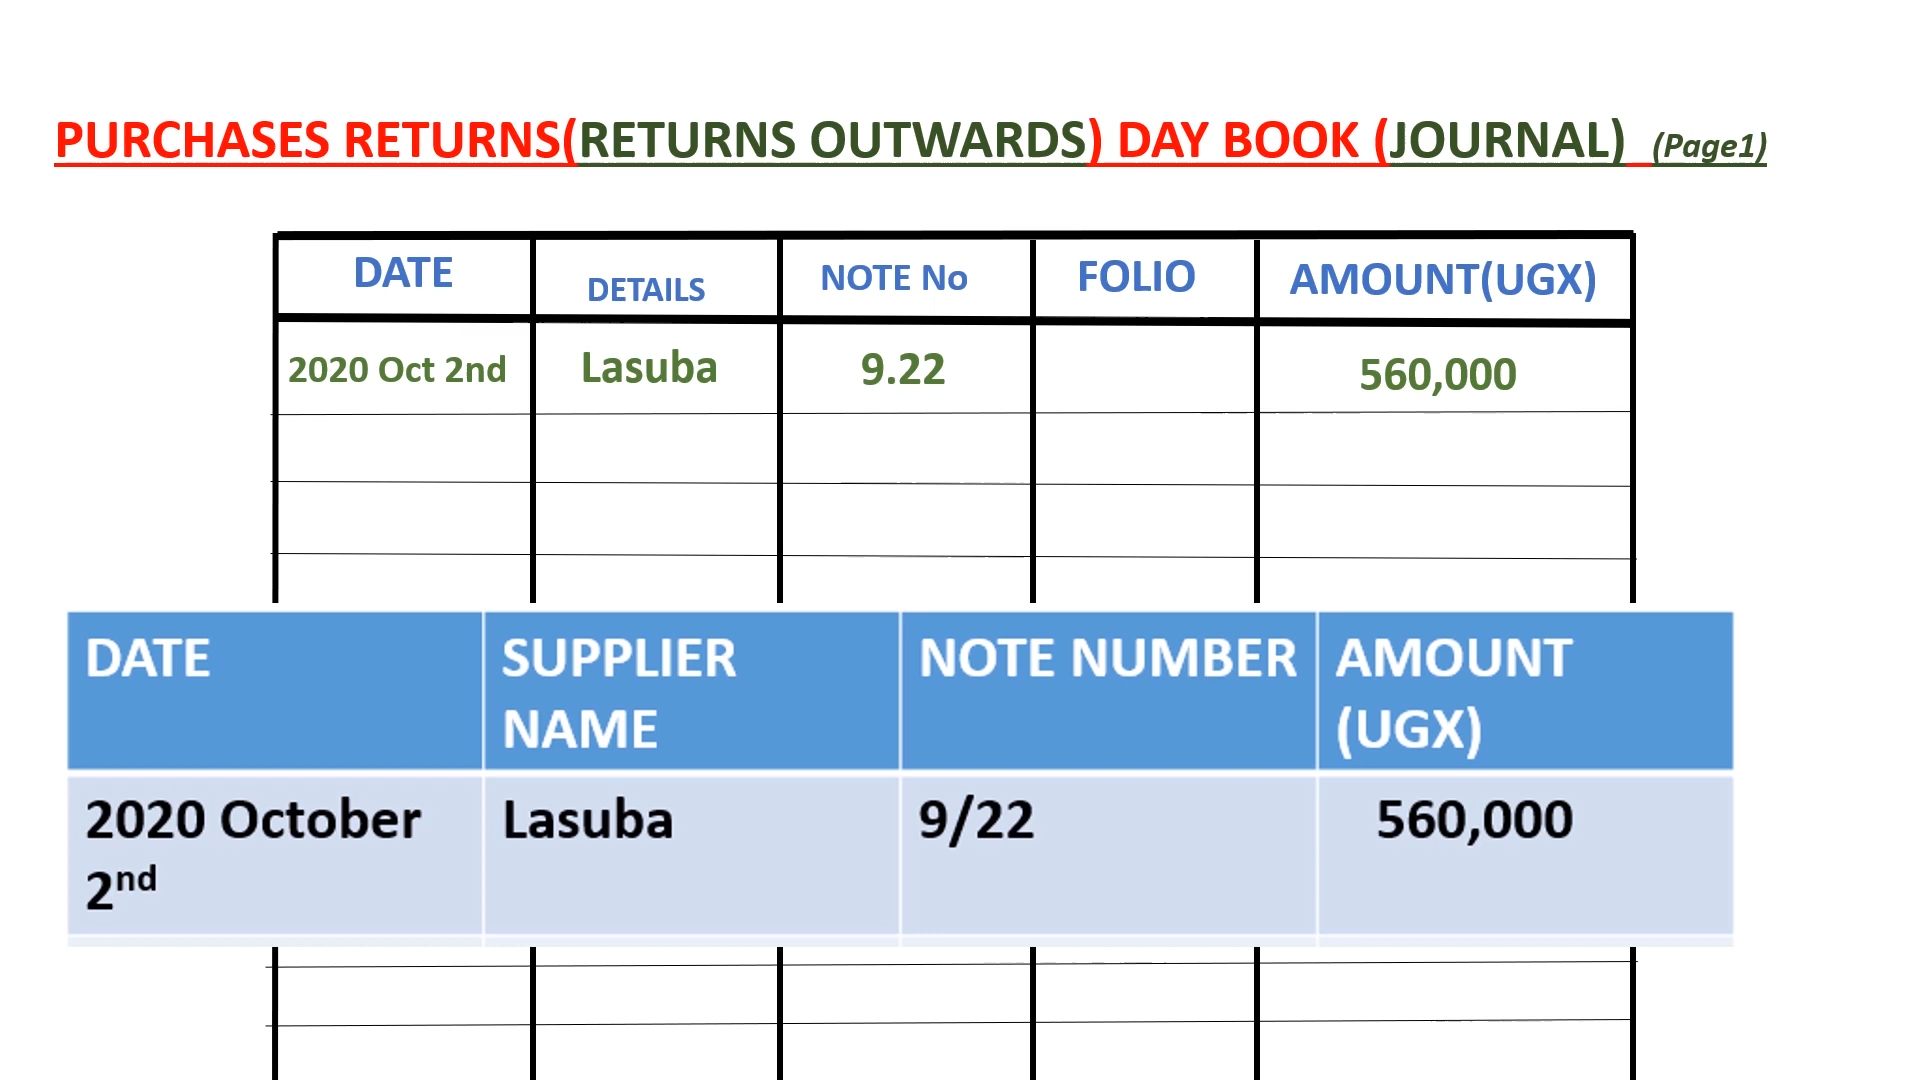 PURCHASES RETURNS(RETURNS OUTWARDS) DAY BOOK (JOURNAL) (Page1)
DATE DETAILS NOTE No FOLIO AMOUNT(UGX)
2020 Oct 2nd Lasuba 9.22 560,000
DATE SUPPLIER NAME NOTE NUMBER AMOUNT (UGX)
2020 October 2nd Lasuba 9/22 560,000